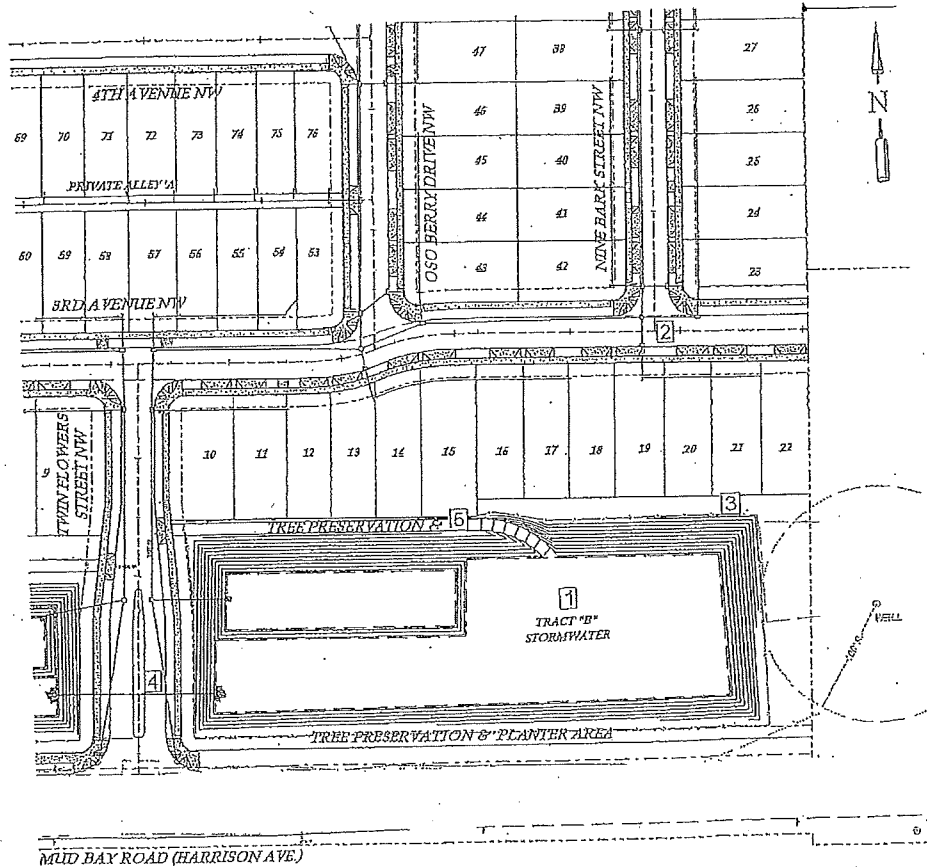 47 38 27
N
4TH AVENUE NW
OSO BERRY DRIVE NW
NINE BARK STREET NW
69 70 71 72 73 74 75 76
46 39 26
45 40 25
PRIVATE ALLEY 'A'
44 41 24
60 59 58 57 56 55 54 53
43 42 23
3RD AVENUE NW
2
TWIN FLOWERS
STREET NW
9 10 11 12 13 14 15 16 17 18 19 20 21 22
3
TREE PRESERVATION &
5
1
TRACT "B"
STORMWATER
WELL
100'R
4
TREE PRESERVATION & PLANTER AREA
MUD BAY ROAD (HARRISON AVE.)